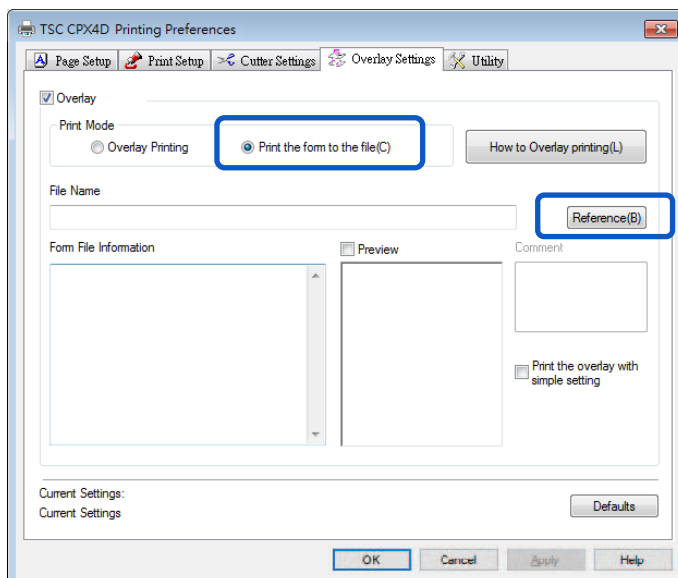 TSC CPX4D Printing Preferences
Page Setup Print Setup Cutter Settings Overlay Settings Utility
Overlay
Print Mode
Overlay Printing Print the form to the file(C) How to Overlay printing(L)
File Name
Reference(B)
Form File Information Preview Comment
Print the overlay with
simple setting
Current Settings:
Current Settings Defaults
OK Cancel Apply Help